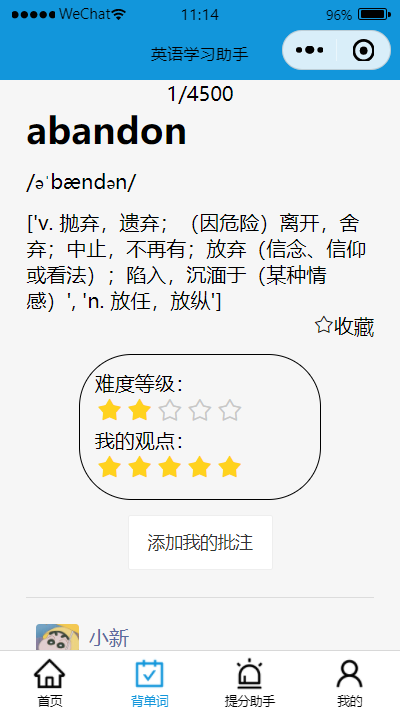 WeChat 11:14 96%
英语学习助手
1/4500
abandon
/əˈbændən/
['v. 抛弃，遗弃；（因危险）离开，舍
弃；中止，不再有；放弃（信念、信仰
或看法）；陷入，沉湎于（某种情
感）', 'n. 放任，放纵']
收藏
难度等级：
我的观点：
添加我的批注
小新
首页 背单词 提分助手 我的